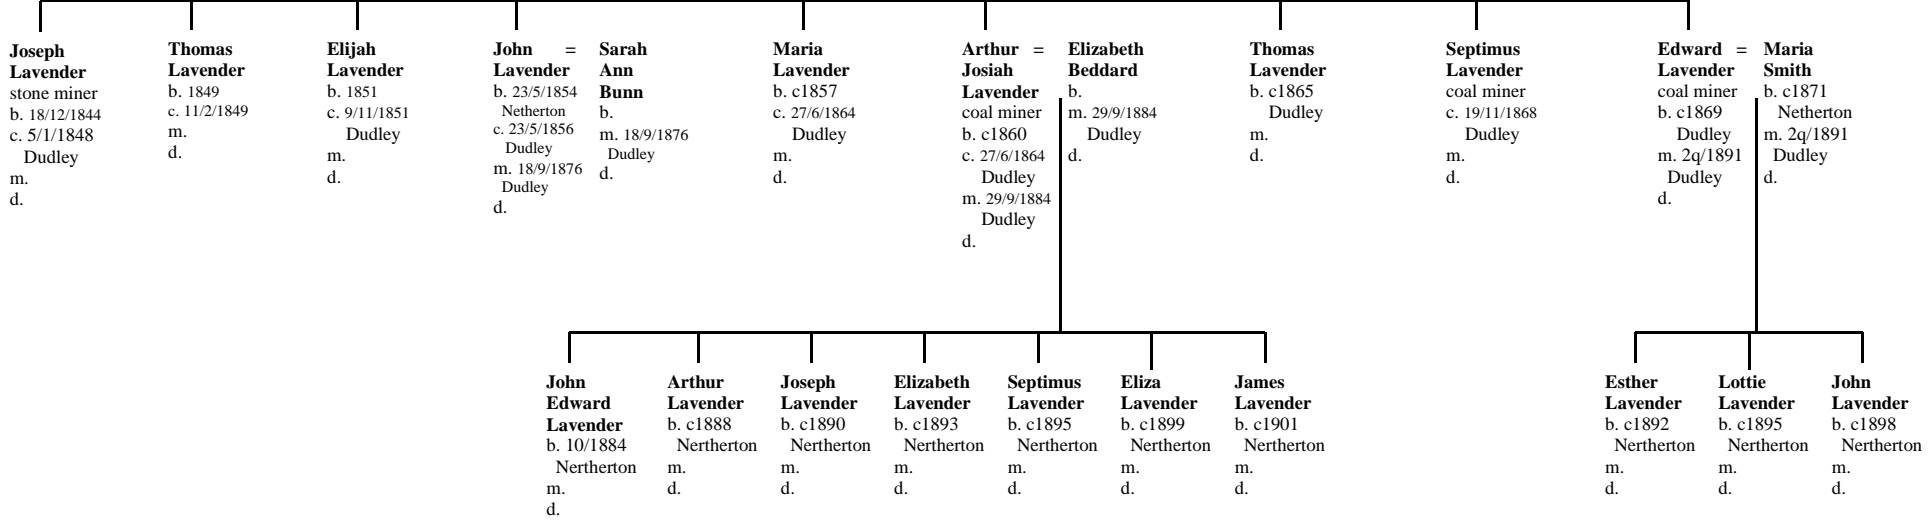 Joseph
Lavender
stone miner
b. 18/12/1844
c. 5/1/1848
Dudley
m.
d.
Thomas
Lavender
b. 1849
c. 11/2/1849
m.
d.
Elijah
Lavender
b. 1851
c. 9/11/1851
Dudley
m.
d.
John =
Lavender
b. 23/5/1854
Netherton
c. 23/5/1856
Dudley
m. 18/9/1876
Dudley
d.
Sarah
Ann
Bunn
b.
m. 18/9/1876
Dudley
d.
Maria
Lavender
b. c1857
c. 27/6/1864
Dudley
m.
d.
Arthur =
Josiah
Lavender
coal miner
b. c1860
c. 27/6/1864
Dudley
m. 29/9/1884
Dudley
d.
Elizabeth
Beddard
b.
m. 29/9/1884
Dudley
d.
Thomas
Lavender
b. c1865
Dudley
m.
d.
Septimus
Lavender
coal miner
c. 19/11/1868
Dudley
m.
d.
Edward =
Lavender
coal miner
b. c1869
Dudley
m. 2q/1891
Dudley
d.
Maria
Smith
b. c1871
Netherton
m. 2q/1891
Dudley
d.
John
Edward
Lavender
b. 10/1884
Nertherton
m.
d.
Arthur
Lavender
b. c1888
Nertherton
m.
d.
Joseph
Lavender
b. c1890
Nertherton
m.
d.
Elizabeth
Lavender
b. c1893
Nertherton
m.
d.
Septimus
Lavender
b. c1895
Nertherton
m.
d.
Eliza
Lavender
b. c1899
Nertherton
m.
d.
James
Lavender
b. c1901
Nertherton
m.
d.
Esther
Lavender
b. c1892
Nertherton
m.
d.
Lottie
Lavender
b. c1895
Nertherton
m.
d.
John
Lavender
b. c1898
Nertherton
m.
d.